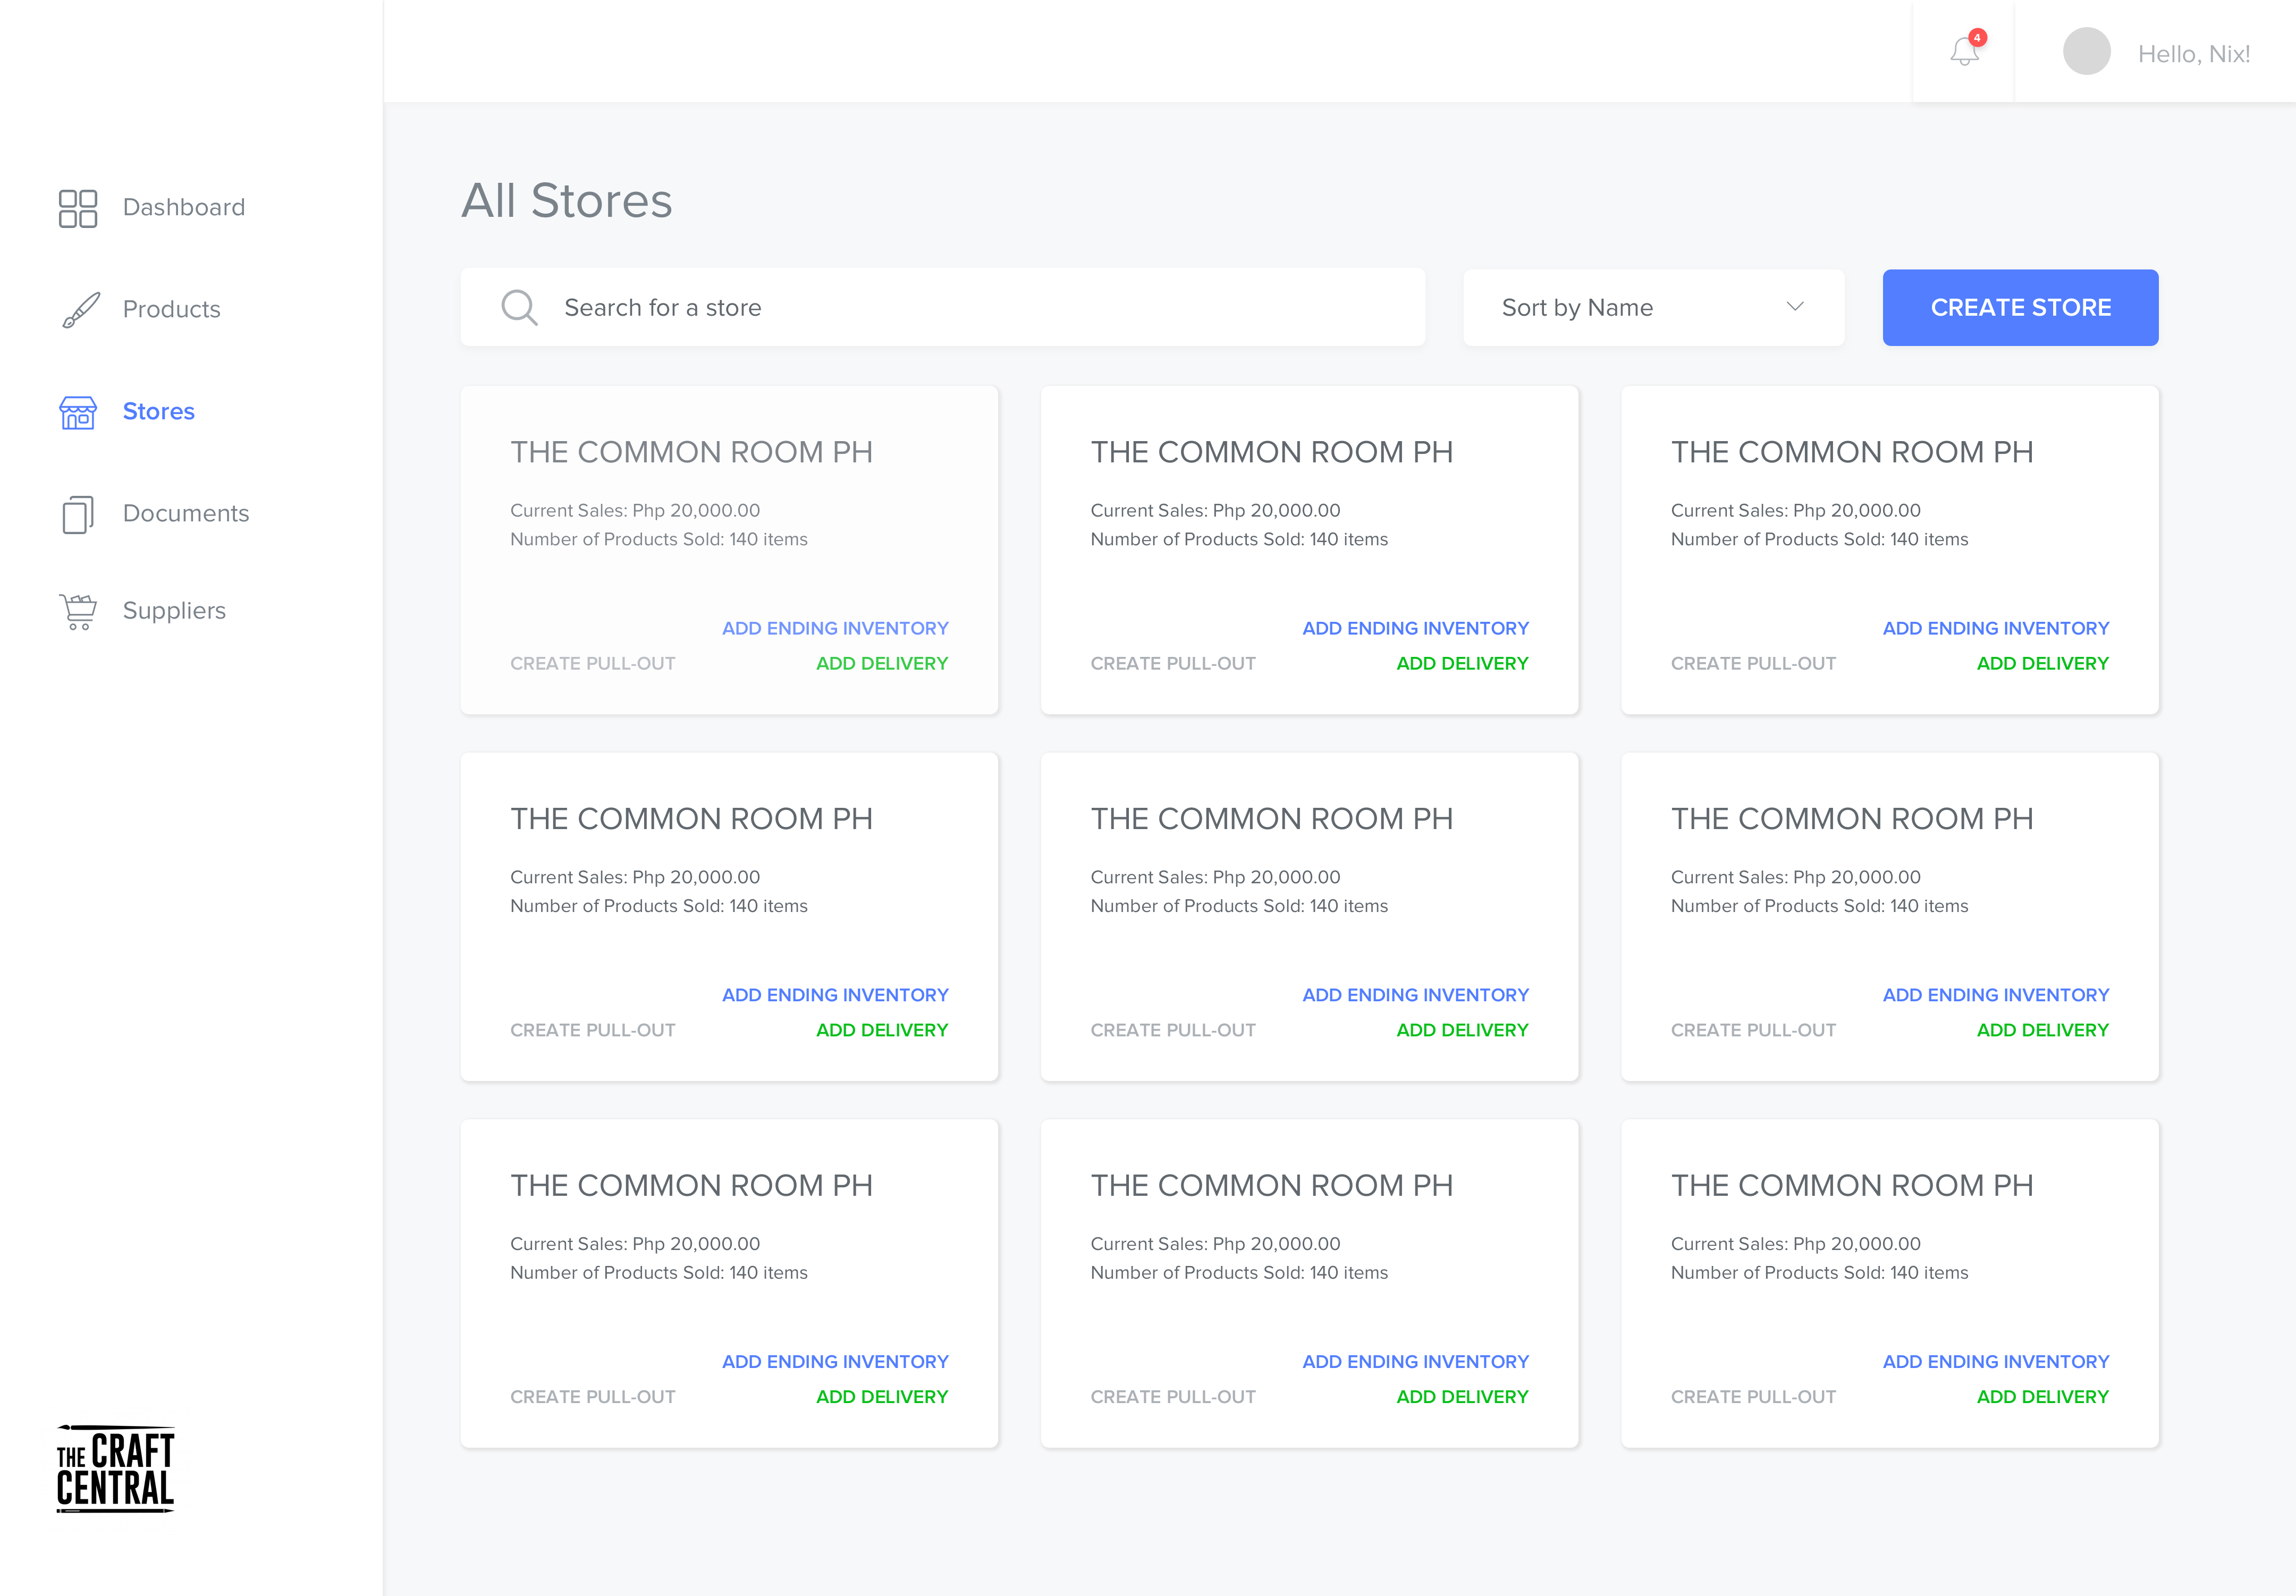 4
Hello, Nix!
Dashboard
Products
Stores
Documents
Suppliers
THE CRAFT
CENTRAL
All Stores
Search for a store
Sort by Name
CREATE STORE
THE COMMON ROOM PH
Current Sales: Php 20,000.00
Number of Products Sold: 140 items
ADD ENDING INVENTORY
CREATE PULL-OUT
ADD DELIVERY
THE COMMON ROOM PH
Current Sales: Php 20,000.00
Number of Products Sold: 140 items
ADD ENDING INVENTORY
CREATE PULL-OUT
ADD DELIVERY
THE COMMON ROOM PH
Current Sales: Php 20,000.00
Number of Products Sold: 140 items
ADD ENDING INVENTORY
CREATE PULL-OUT
ADD DELIVERY
THE COMMON ROOM PH
Current Sales: Php 20,000.00
Number of Products Sold: 140 items
ADD ENDING INVENTORY
CREATE PULL-OUT
ADD DELIVERY
THE COMMON ROOM PH
Current Sales: Php 20,000.00
Number of Products Sold: 140 items
ADD ENDING INVENTORY
CREATE PULL-OUT
ADD DELIVERY
THE COMMON ROOM PH
Current Sales: Php 20,000.00
Number of Products Sold: 140 items
ADD ENDING INVENTORY
CREATE PULL-OUT
ADD DELIVERY
THE COMMON ROOM PH
Current Sales: Php 20,000.00
Number of Products Sold: 140 items
ADD ENDING INVENTORY
CREATE PULL-OUT
ADD DELIVERY
THE COMMON ROOM PH
Current Sales: Php 20,000.00
Number of Products Sold: 140 items
ADD ENDING INVENTORY
CREATE PULL-OUT
ADD DELIVERY
THE COMMON ROOM PH
Current Sales: Php 20,000.00
Number of Products Sold: 140 items
ADD ENDING INVENTORY
CREATE PULL-OUT
ADD DELIVERY